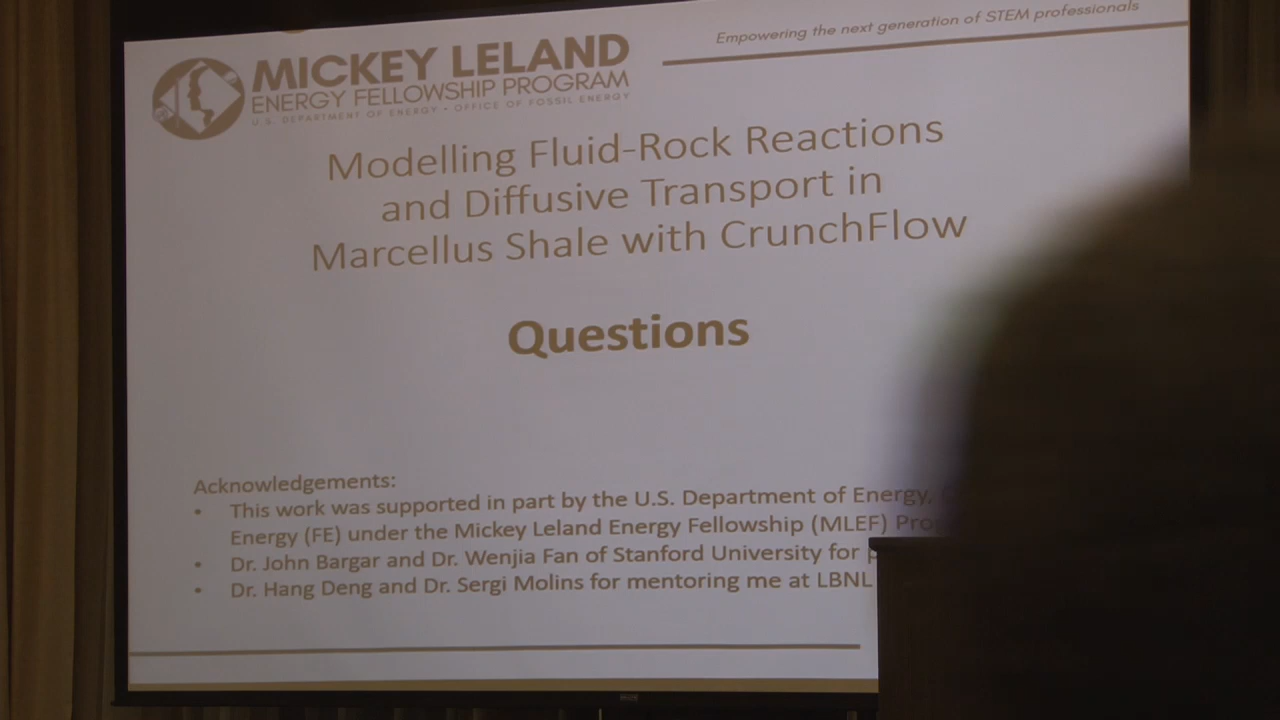 Empowering the next generation of STEM professionals
MICKEY LELAND
ENERGY FELLOWSHIP PROGRAM
U.S. DEPARTMENT OF ENERGY • OFFICE OF FOSSIL ENERGY
Modelling Fluid-Rock Reactions
and Diffusive Transport in
Marcellus Shale with CrunchFlow
Questions
Acknowledgements:
• This work was supported in part by the U.S. Department of Energy,
Energy (FE) under the Mickey Leland Energy Fellowship (MLEF)
• Dr. John Bargar and Dr. Wenjia Fan of Stanford University for
• Dr. Hang Deng and Dr. Sergi Molins for mentoring me at LBNL